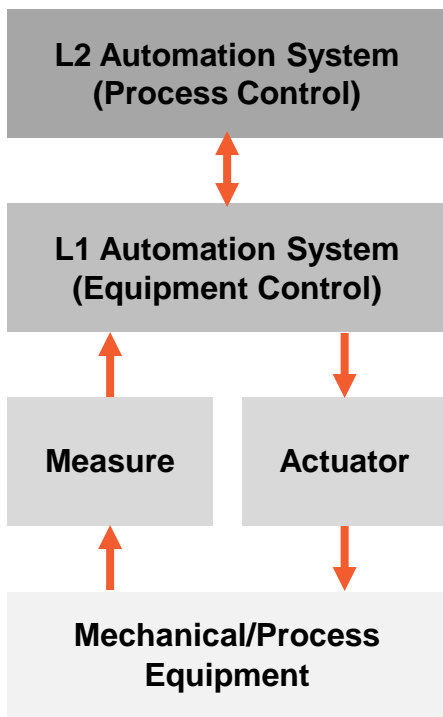 L2 Automation System
(Process Control)
L1 Automation System
(Equipment Control)
Measure
Actuator
Mechanical/Process
Equipment